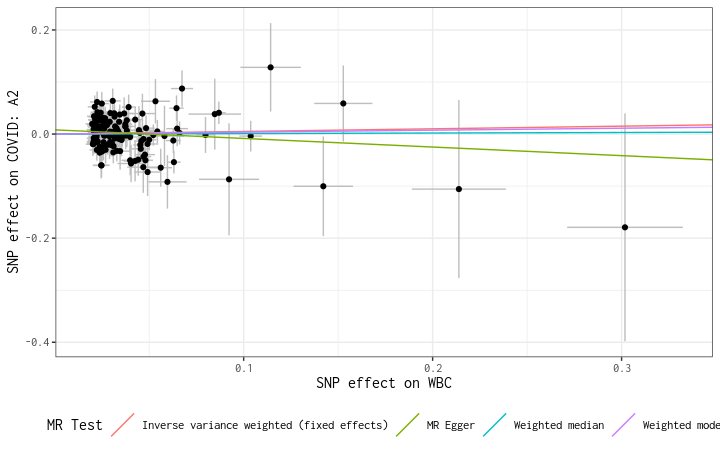 0.2
0.0
-0.2
-0.4
SNP effect on COVID: A2
0.1 0.2 0.3
SNP effect on WBC
MR Test Inverse variance weighted (fixed effects) MR Egger Weighted median Weighted mode